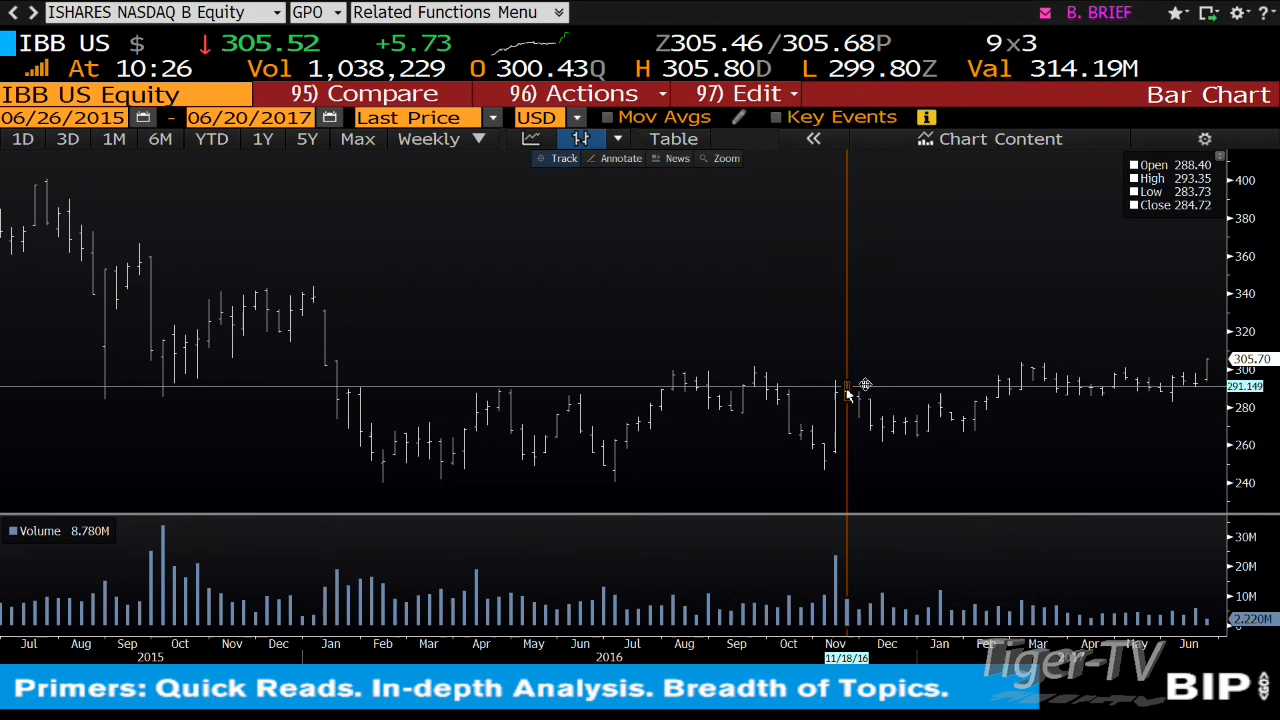 ISHARES NASDAQ B Equity GPO Related Functions Menu B. BRIEF ?
IBB US $ 305.52 +5.73 Z305.46/305.68P 9x3
At 10:26 Vol 1,038,229 O 300.43Q H 305.80D L 299.80Z Val 314.19M
IBB US Equity 95) Compare 96) Actions 97) Edit Bar Chart
06/26/2015 - 06/20/2017 Last Price USD Mov Avgs Key Events
1D 3D 1M 6M YTD 1Y 5Y Max Weekly Table « Chart Content
Track Annotate News Zoom
Open 288.40
High 293.35
Low 283.73
Close 284.72
400
380
360
340
320
305.70
300
291.149
280
260
240
Volume 8.780M
30M
20M
10M
2.220M
0
Jul Aug Sep Oct Nov Dec Jan Feb Mar Apr May Jun Jul Aug Sep Oct Nov Dec Jan Feb Mar Apr May Jun
2015 2016 11/18/16
Tiger-TV
Primers: Quick Reads. In-depth Analysis. Breadth of Topics.
BIP <GO>